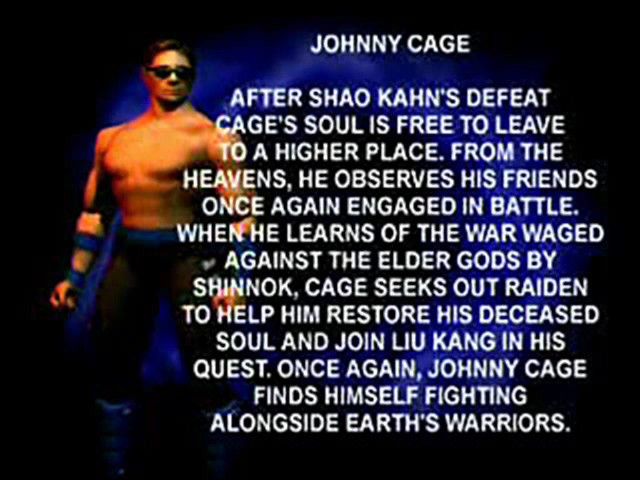 JOHNNY CAGE
AFTER SHAO KAHN'S DEFEAT
CAGE'S SOUL IS FREE TO LEAVE
TO A HIGHER PLACE. FROM THE
HEAVENS, HE OBSERVES HIS FRIENDS
ONCE AGAIN ENGAGED IN BATTLE.
WHEN HE LEARNS OF THE WAR WAGED
AGAINST THE ELDER GODS BY
SHINNOK, CAGE SEEKS OUT RAIDEN
TO HELP HIM RESTORE HIS DECEASED
SOUL AND JOIN LIU KANG IN HIS
QUEST. ONCE AGAIN, JOHNNY CAGE
FINDS HIMSELF FIGHTING
ALONGSIDE EARTH'S WARRIORS.